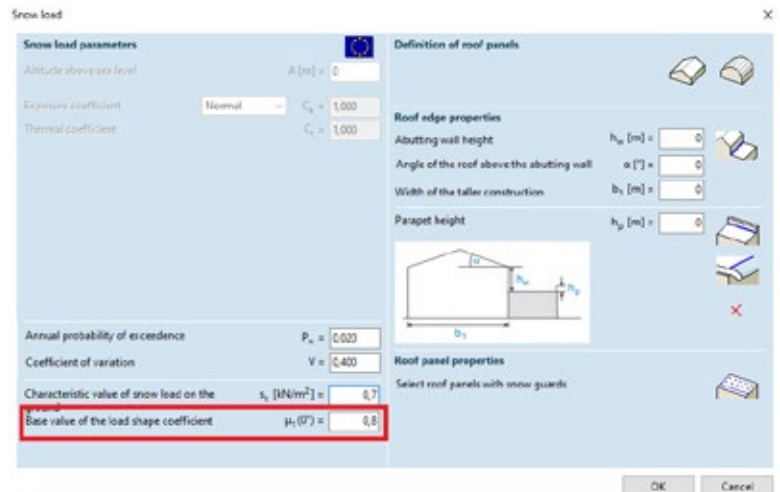 Snow load
Snow load parameters
Altitude above sea level A [m] = 0
Exposure coefficient Normal Cₑ = 1,000
Thermal coefficient Cₜ = 1,000
Annual probability of exceedence Pₙ = 0,020
Coefficient of variation V = 0,400
Characteristic value of snow load on the
ground
sₖ [kN/m²] = 0,7
Base value of the load shape coefficient μ₁(0°) = 0,8
Definition of roof panels
Roof edge properties
Abutting wall height hw [m] = 0
Angle of the roof above the abutting wall α [°] = 0
Width of the taller construction b₁ [m] = 0
Parapet height hp [m] = 0
α
hw
hp
b₁
Roof panel properties
Select roof panels with snow guards
OK Cancel